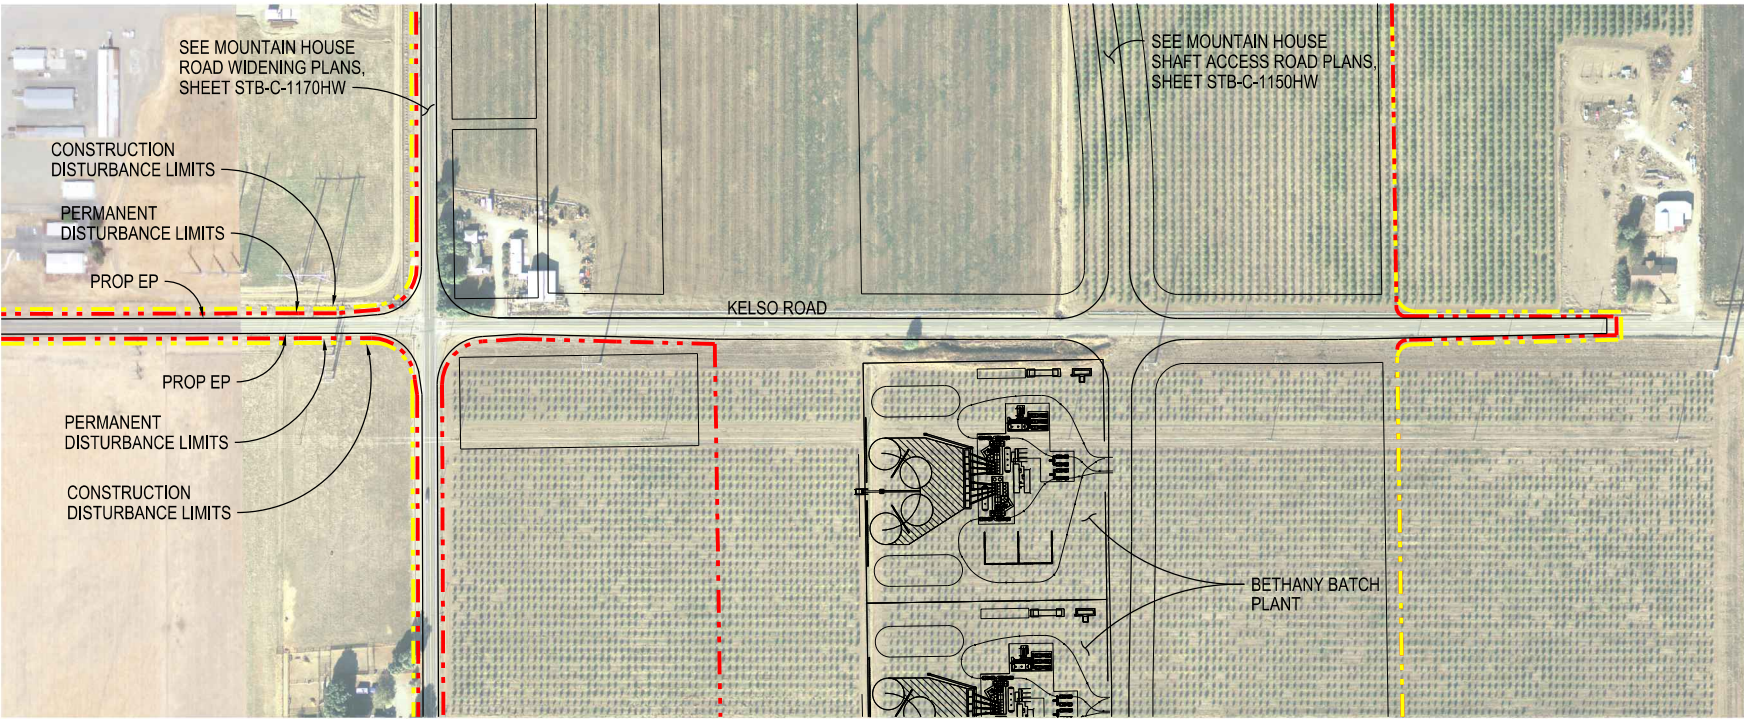 SEE MOUNTAIN HOUSE
ROAD WIDENING PLANS,
SHEET STB-C-1170HW
SEE MOUNTAIN HOUSE
SHAFT ACCESS ROAD PLANS,
SHEET STB-C-1150HW
CONSTRUCTION
DISTURBANCE LIMITS
PERMANENT
DISTURBANCE LIMITS
PROP EP
KELSO ROAD
PROP EP
PERMANENT
DISTURBANCE LIMITS
CONSTRUCTION
DISTURBANCE LIMITS
BETHANY BATCH
PLANT